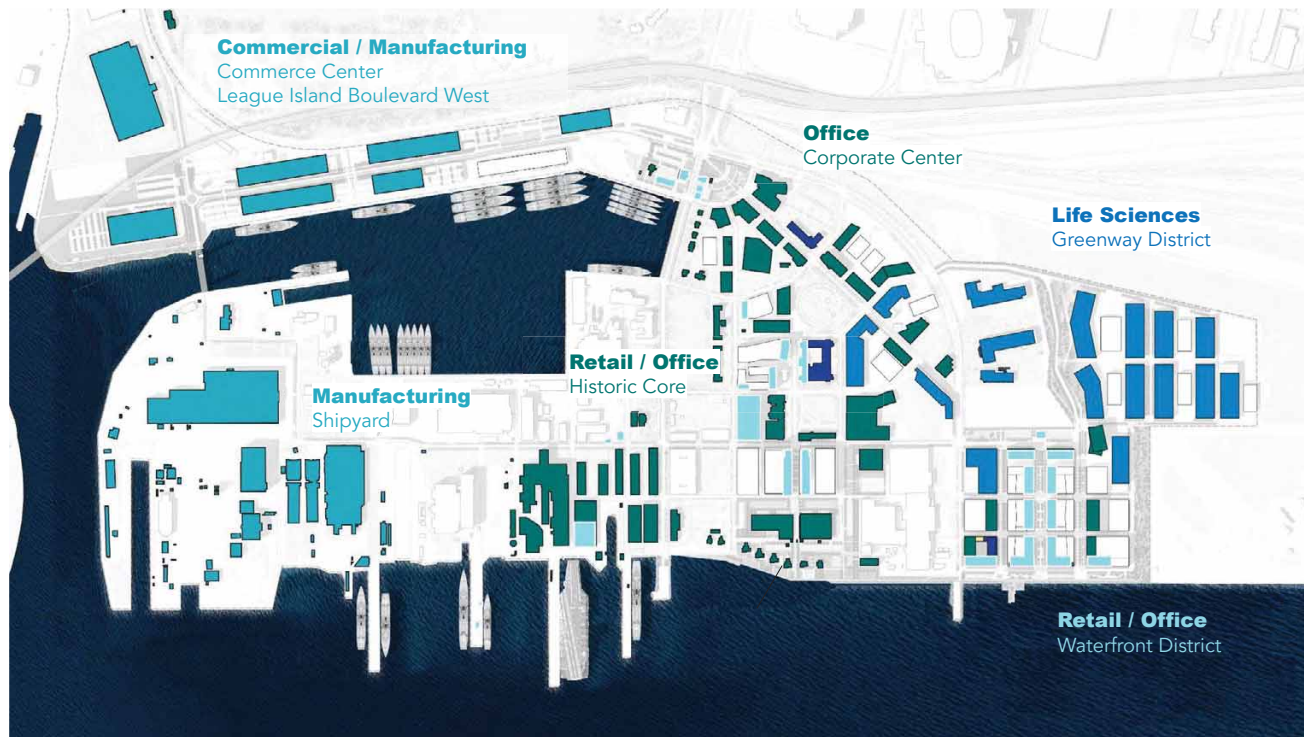 Commercial / Manufacturing
Commerce Center
League Island Boulevard West
Office
Corporate Center
Life Sciences
Greenway District
Retail / Office
Historic Core
Manufacturing
Shipyard
Retail / Office
Waterfront District